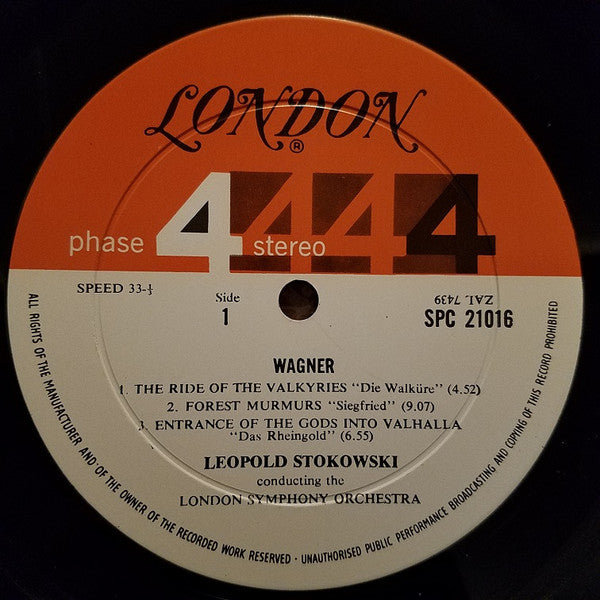 LONDON
®
phase 4 stereo 4 4 4
SPEED 33-⅓
Side
1
ZAL 7439
SPC 21016
WAGNER
1. THE RIDE OF THE VALKYRIES "Die Walküre" (4.52)
2. FOREST MURMURS "Siegfried" (9.07)
3. ENTRANCE OF THE GODS INTO VALHALLA
"Das Rheingold" (6.55)
LEOPOLD STOKOWSKI
conducting the
LONDON SYMPHONY ORCHESTRA
ALL RIGHTS OF THE MANUFACTURER AND OF THE OWNER OF THE RECORDED WORK RESERVED · UNAUTHORISED PUBLIC PERFORMANCE BROADCASTING AND COPYING OF THIS RECORD PROHIBITED